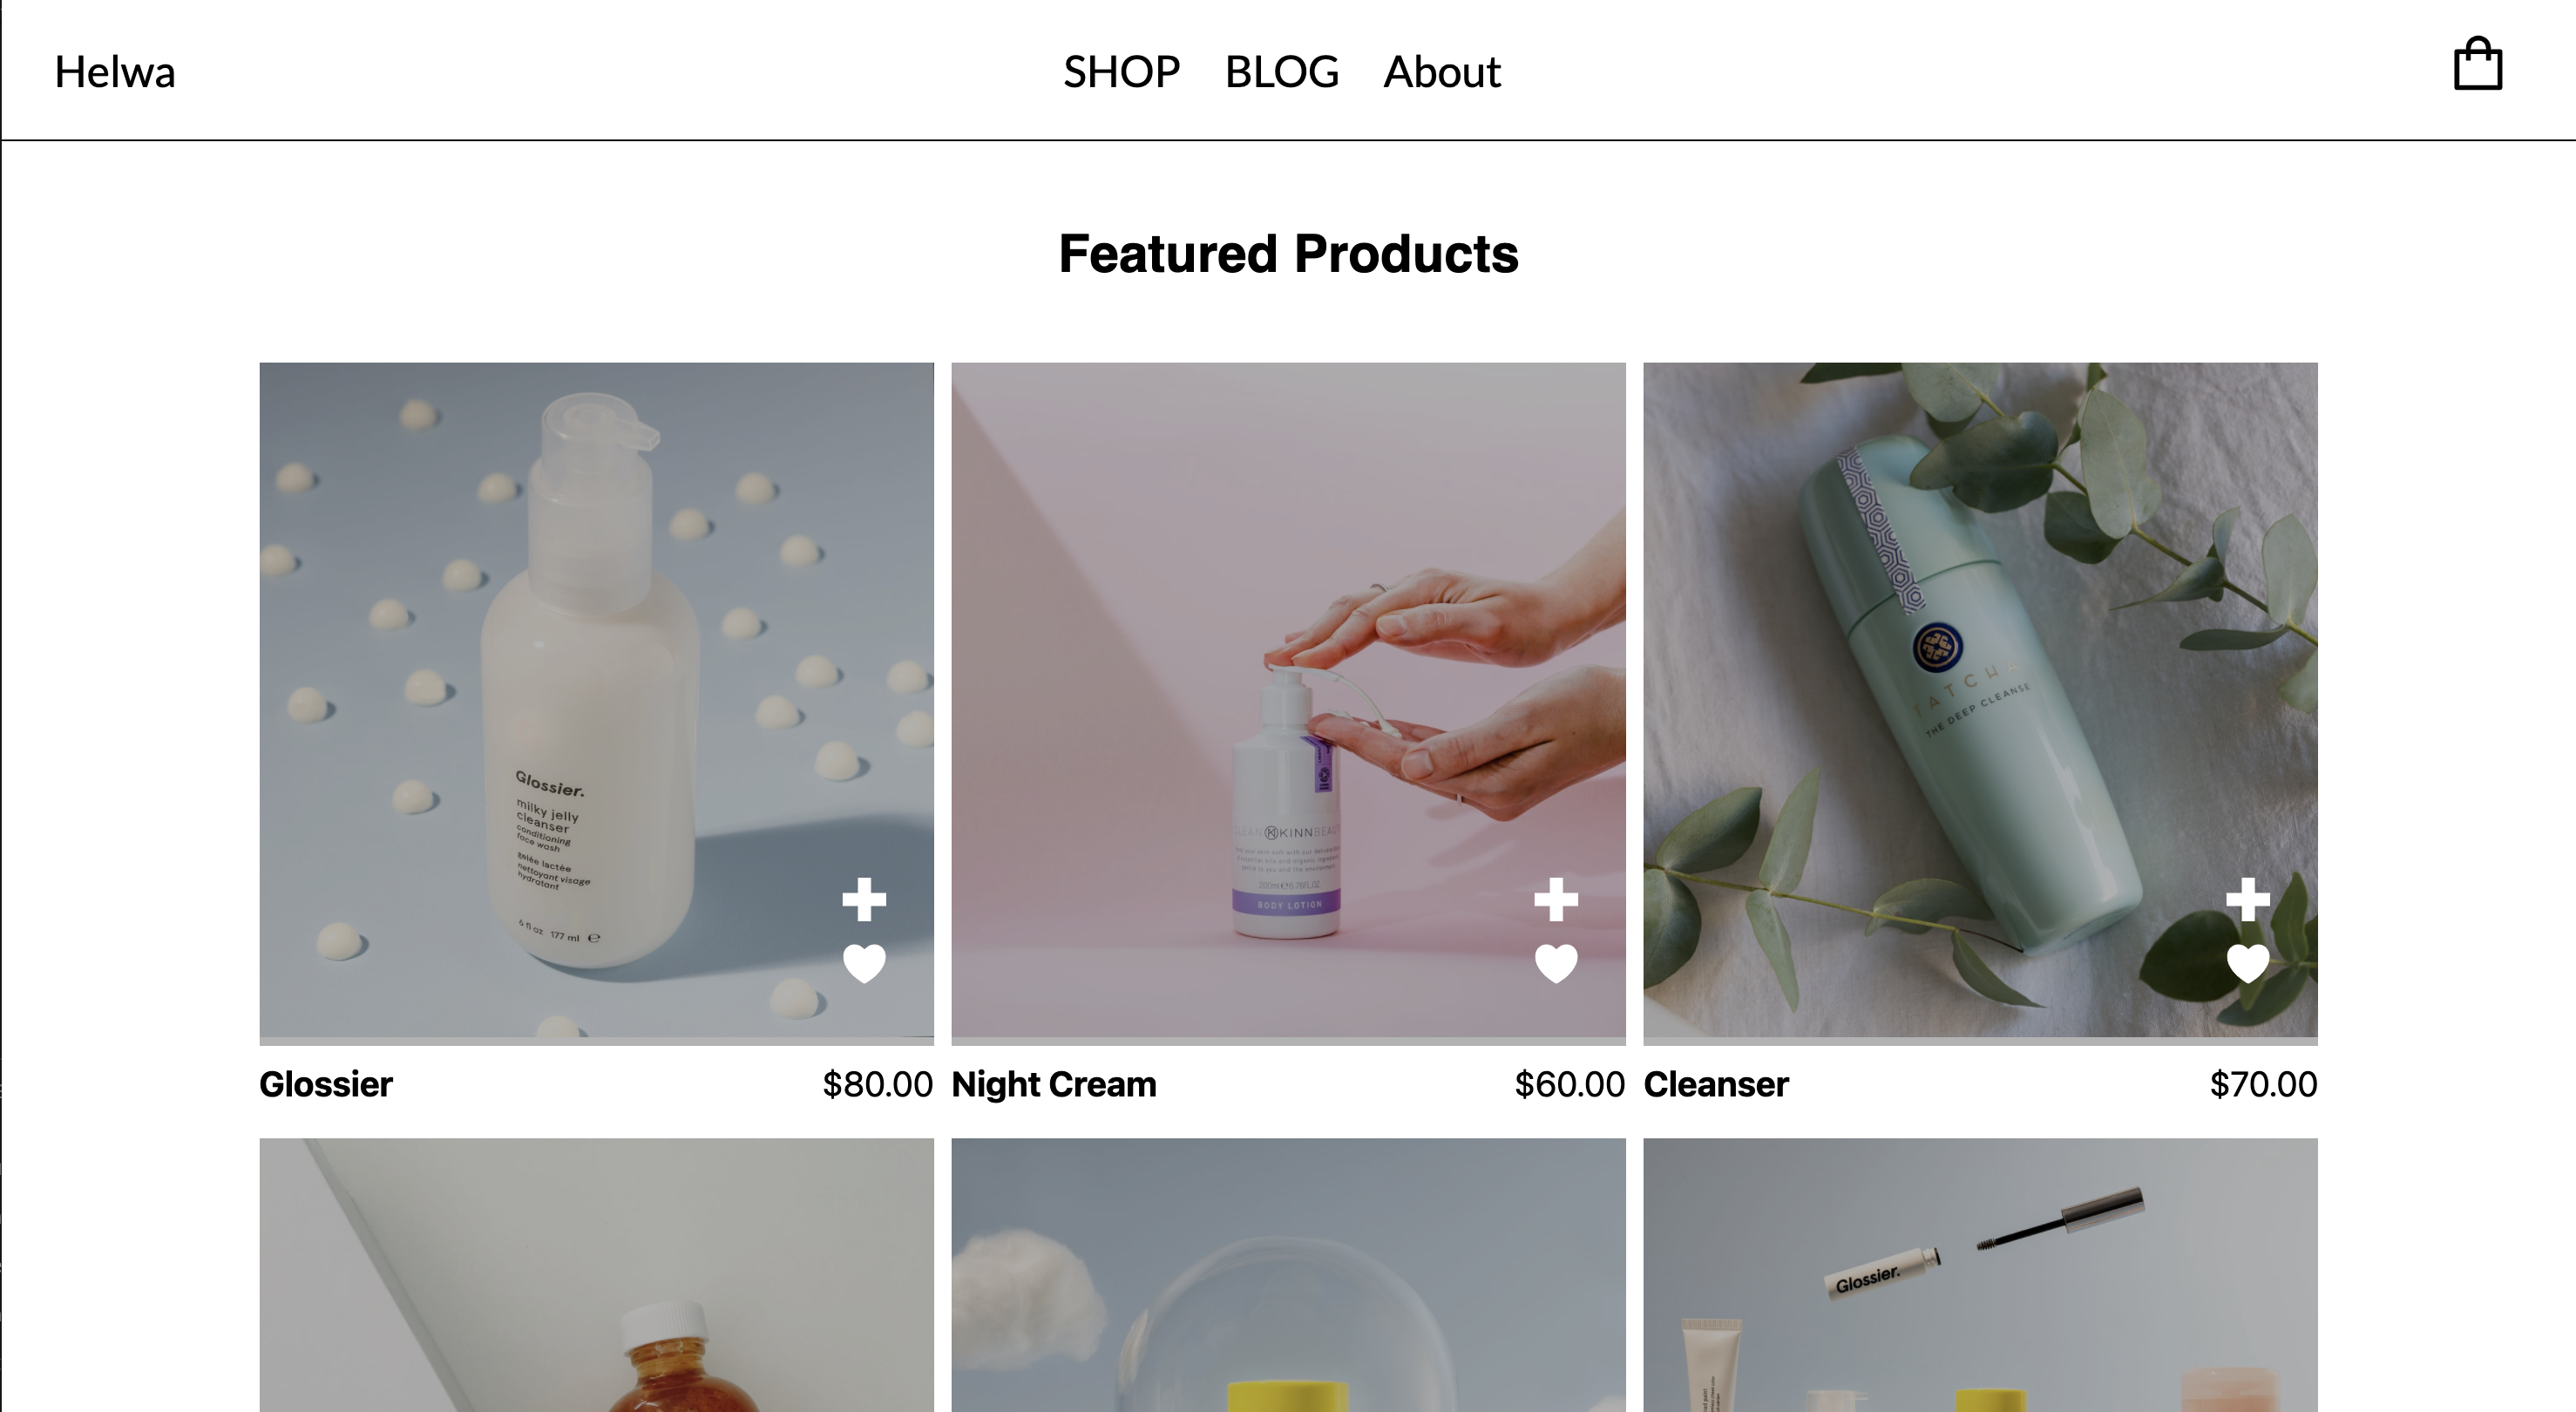 Helwa
SHOP BLOG About
Featured Products
Glossier.
milky jelly
cleanser
conditioning
face wash
gelée lactée
nettoyant visage
hydratant
6 fl oz 177 ml ℮
CLEAN KINN BEAUTY
200ml ℮ 6.76FL.OZ
BODY LOTION
TATCHA
THE DEEP CLEANSE
Glossier $80.00
Night Cream $60.00
Cleanser $70.00
Glossier.